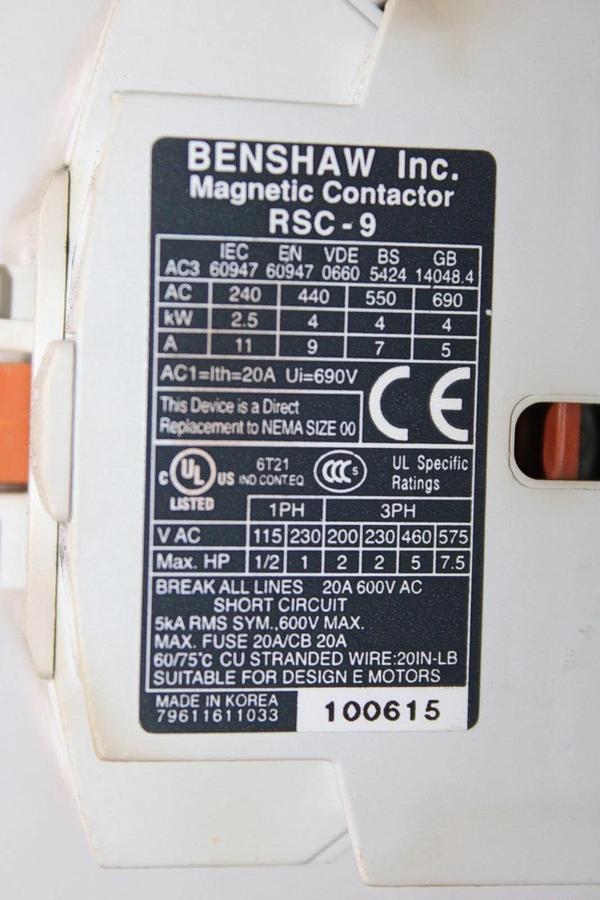 BENSHAW Inc.
Magnetic Contactor
RSC-9
IEC EN VDE BS GB
AC3 60947 60947 0660 5424 14048.4
AC 240 440 550 690
kW 2.5 4 4 4
A 11 9 7 5
AC1=Ith=20A Ui=690V
CE
This Device is a Direct
Replacement to NEMA SIZE 00
C UL US 6T21 CCC S UL Specific
LISTED IND CONT.EQ Ratings
1PH 3PH
V AC 115 230 200 230 460 575
Max. HP 1/2 1 2 2 5 7.5
BREAK ALL LINES 20A 600V AC
SHORT CIRCUIT
5kA RMS SYM.,600V MAX.
MAX. FUSE 20A/CB 20A
60/75°C CU STRANDED WIRE:20IN-LB
SUITABLE FOR DESIGN E MOTORS
MADE IN KOREA
79611611033 100615